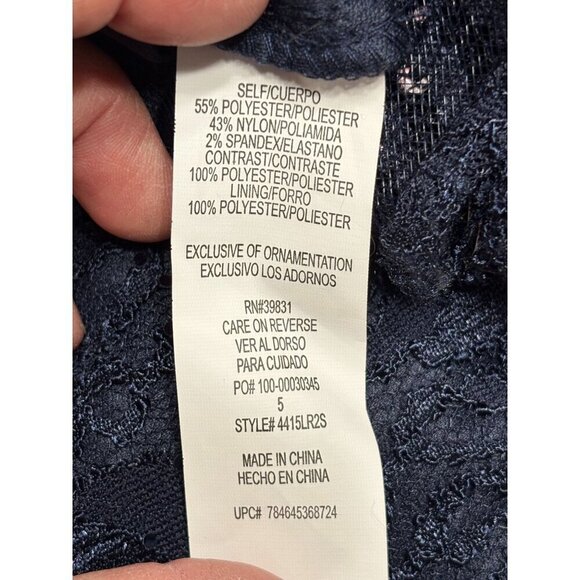 SELF/CUERPO
55% POLYESTER/POLIESTER
43% NYLON/POLIAMIDA
2% SPANDEX/ELASTANO
CONTRAST/CONTRASTE
100% POLYESTER/POLIESTER
LINING/FORRO
100% POLYESTER/POLIESTER
EXCLUSIVE OF ORNAMENTATION
EXCLUSIVO LOS ADORNOS
RN#39831
CARE ON REVERSE
VER AL DORSO
PARA CUIDADO
PO# 100-00030345
5
STYLE# 4415LR2S
MADE IN CHINA
HECHO EN CHINA
UPC# 784645368724